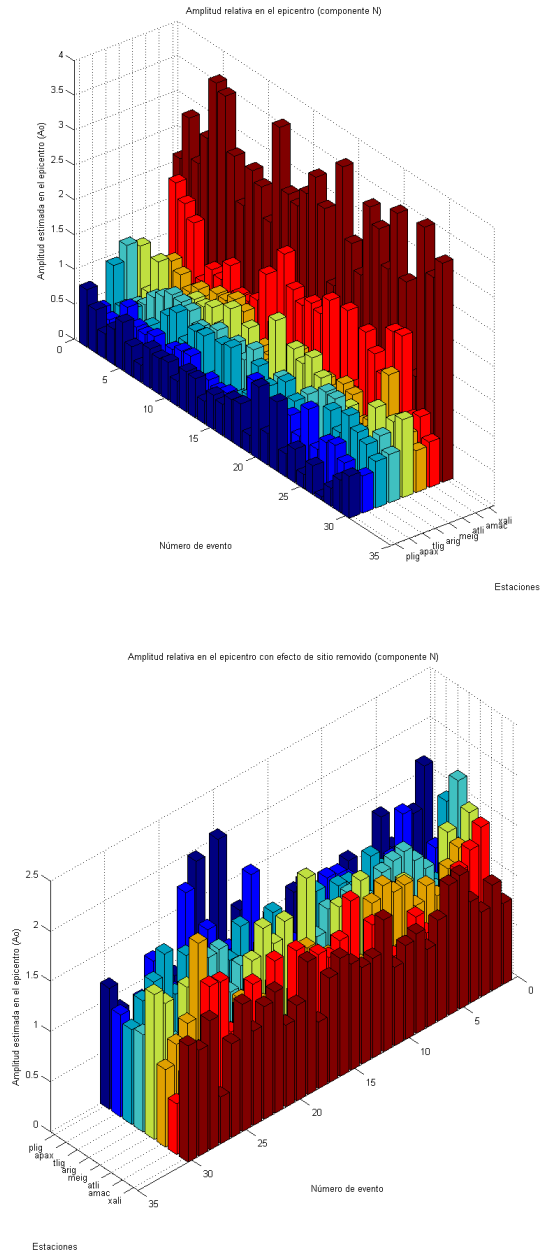 Amplitud relativa en el epicentro (componente N)
4
3.5
3
2.5
2
1.5
1
0.5
0
Amplitud estimada en el epicentro (Ao)
0
5
10
15
20
25
30
35
Número de evento
plig
apax
tlig
arig
meig
atli
amac
xali
Estaciones
Amplitud relativa en el epicentro con efecto de sitio removido (componente N)
2.5
2
1.5
1
0.5
0
Amplitud estimada en el epicentro (Ao)
plig
apax
tlig
arig
meig
atli
amac
xali
Estaciones
0
5
10
15
20
25
30
35
Número de evento